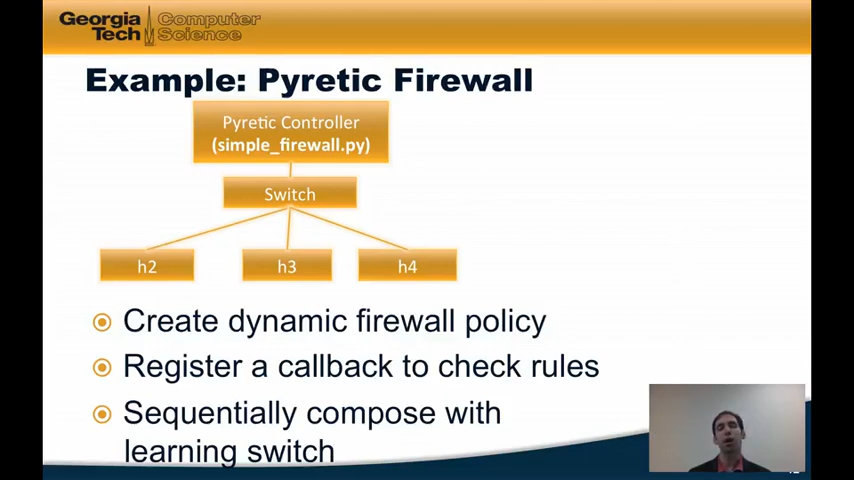 Georgia Tech
Computer Science
Example: Pyretic Firewall
Pyretic Controller
(simple_firewall.py)
Switch
h2 h3 h4
Create dynamic firewall policy
Register a callback to check rules
Sequentially compose with
learning switch